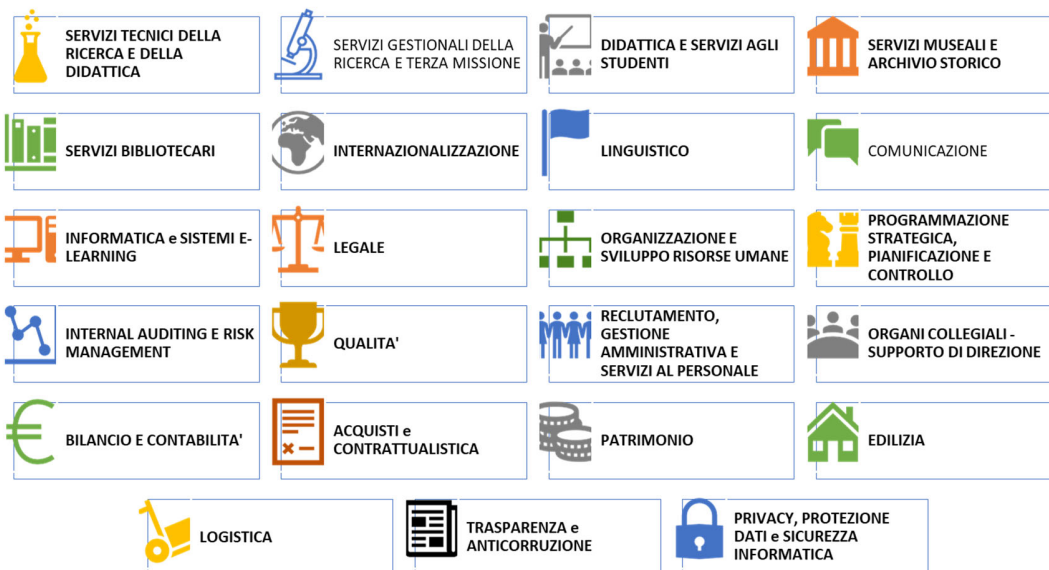 SERVIZI TECNICI DELLA
RICERCA E DELLA
DIDATTICA
SERVIZI GESTIONALI DELLA
RICERCA E TERZA MISSIONE
DIDATTICA E SERVIZI AGLI
STUDENTI
SERVIZI MUSEALI E
ARCHIVIO STORICO
SERVIZI BIBLIOTECARI
INTERNAZIONALIZZAZIONE
LINGUISTICO
COMUNICAZIONE
INFORMATICA e SISTEMI E-
LEARNING
LEGALE
ORGANIZZAZIONE E
SVILUPPO RISORSE UMANE
PROGRAMMAZIONE
STRATEGICA,
PIANIFICAZIONE E
CONTROLLO
INTERNAL AUDITING E RISK
MANAGEMENT
QUALITA'
RECLUTAMENTO,
GESTIONE
AMMINISTRATIVA E
SERVIZI AL PERSONALE
ORGANI COLLEGIALI -
SUPPORTO DI DIREZIONE
BILANCIO E CONTABILITA'
ACQUISTI e
CONTRATTUALISTICA
PATRIMONIO
EDILIZIA
LOGISTICA
TRASPARENZA e
ANTICORRUZIONE
PRIVACY, PROTEZIONE
DATI e SICUREZZA
INFORMATICA